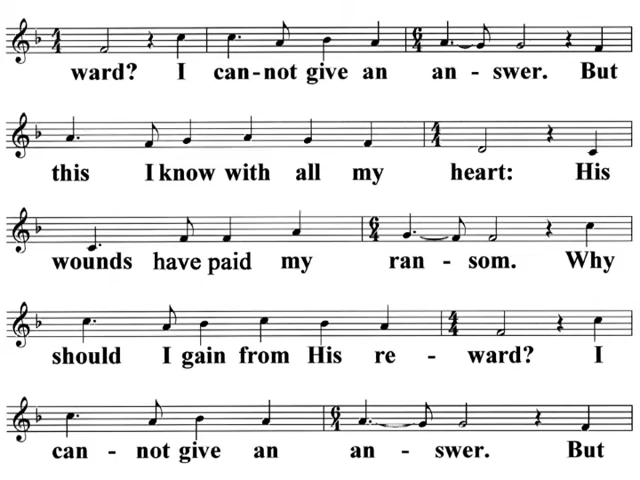 ward? I can-not give an an - swer. But
this I know with all my heart: His
wounds have paid my ran - som. Why
should I gain from His re - ward? I
can - not give an an - swer. But